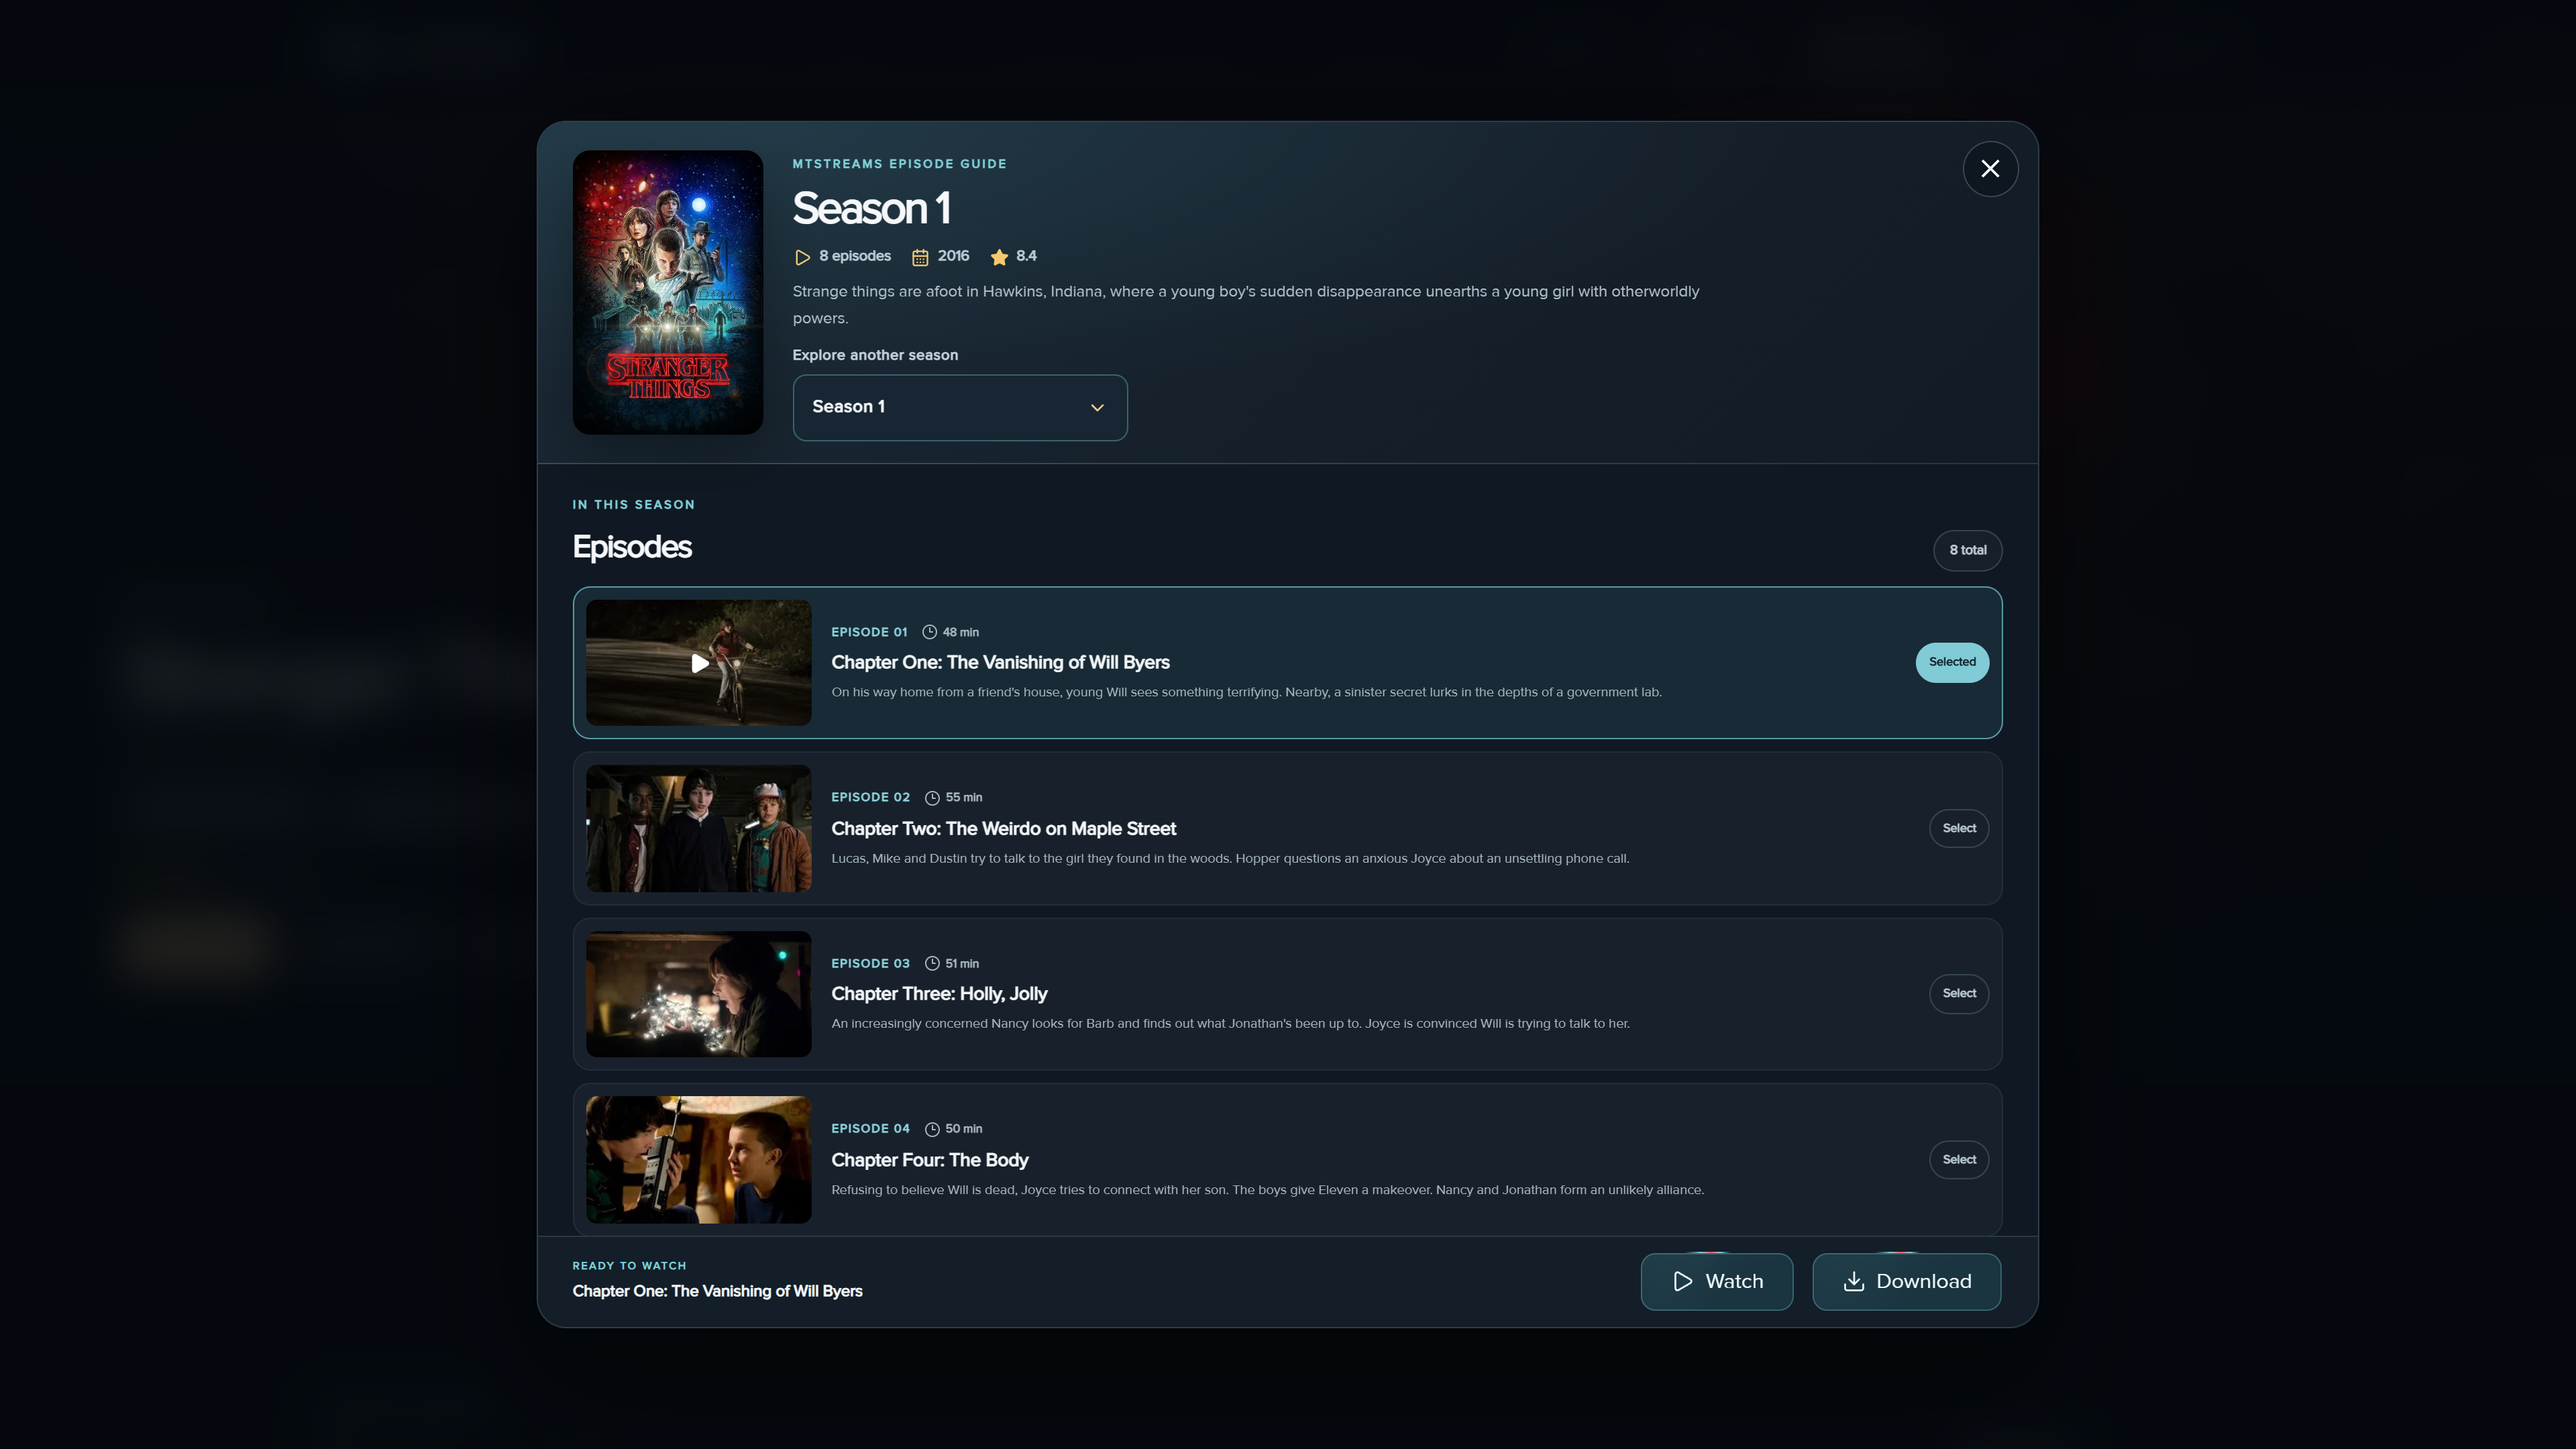 MTSTREAMS EPISODE GUIDE
Season 1
8 episodes 2016 8.4
Strange things are afoot in Hawkins, Indiana, where a young boy's sudden disappearance unearths a young girl with otherworldly
powers.
Explore another season
Season 1
STRANGER
THINGS
IN THIS SEASON
Episodes
8 total
EPISODE 01 48 min
Chapter One: The Vanishing of Will Byers
On his way home from a friend's house, young Will sees something terrifying. Nearby, a sinister secret lurks in the depths of a government lab.
Selected
EPISODE 02 55 min
Chapter Two: The Weirdo on Maple Street
Lucas, Mike and Dustin try to talk to the girl they found in the woods. Hopper questions an anxious Joyce about an unsettling phone call.
Select
EPISODE 03 51 min
Chapter Three: Holly, Jolly
An increasingly concerned Nancy looks for Barb and finds out what Jonathan's been up to. Joyce is convinced Will is trying to talk to her.
Select
EPISODE 04 50 min
Chapter Four: The Body
Refusing to believe Will is dead, Joyce tries to connect with her son. The boys give Eleven a makeover. Nancy and Jonathan form an unlikely alliance.
Select
READY TO WATCH
Chapter One: The Vanishing of Will Byers
Watch
Download